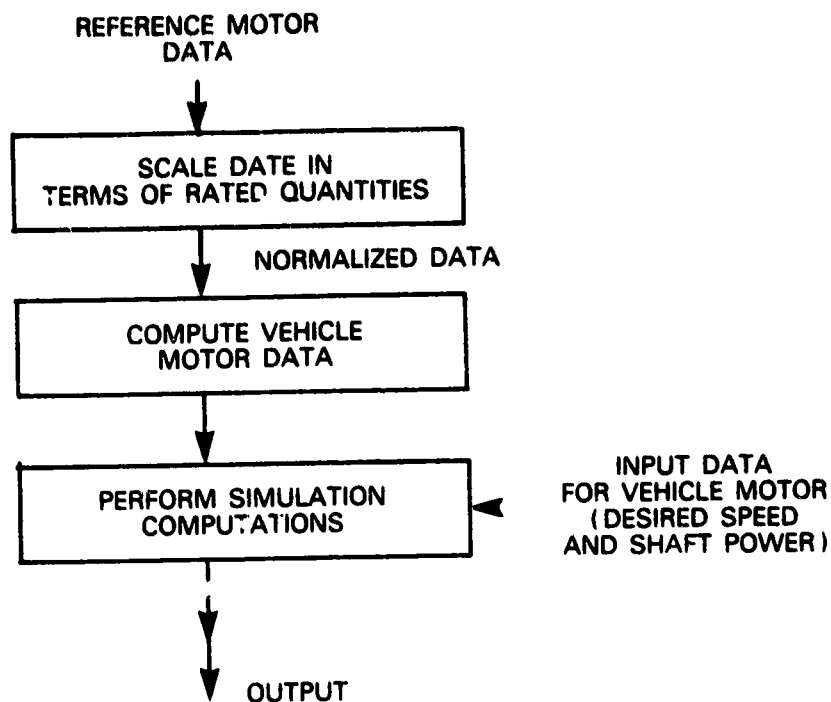 REFERENCE MOTOR
DATA
SCALE DATE IN
TERMS OF RATED QUANTITIES
NORMALIZED DATA
COMPUTE VEHICLE
MOTOR DATA
PERFORM SIMULATION
COMPUTATIONS
INPUT DATA
FOR VEHICLE MOTOR
(DESIRED SPEED
AND SHAFT POWER)
OUTPUT